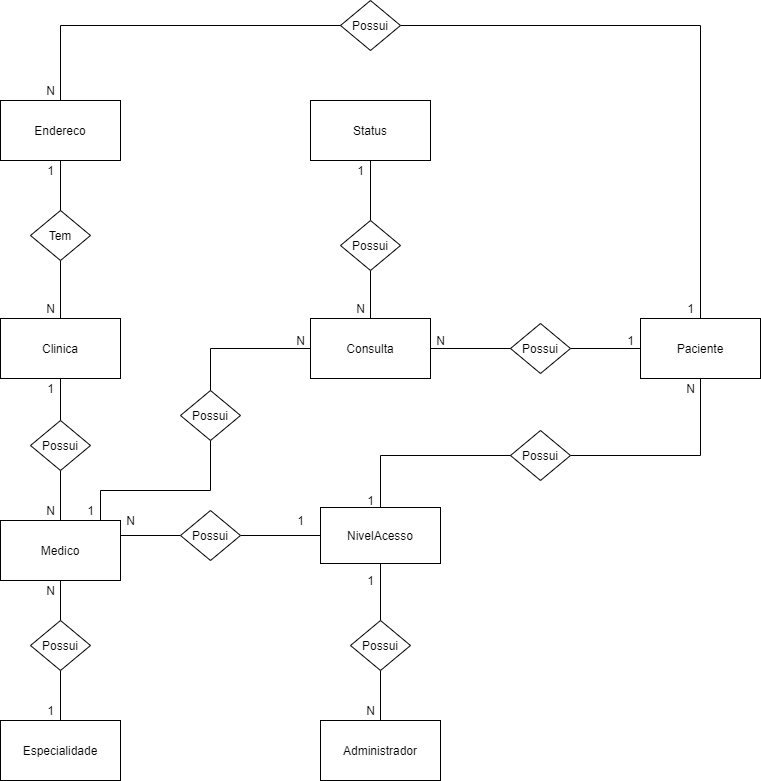 Possui
N
Endereco
Status
1
1
Tem
Possui
N
N
1
Clinica
N
Consulta
N
Possui
1
Paciente
1
N
Possui
Possui
Possui
N
1
1
N
Possui
1
Medico
NivelAcesso
N
1
Possui
Possui
1
N
Especialidade
Administrador